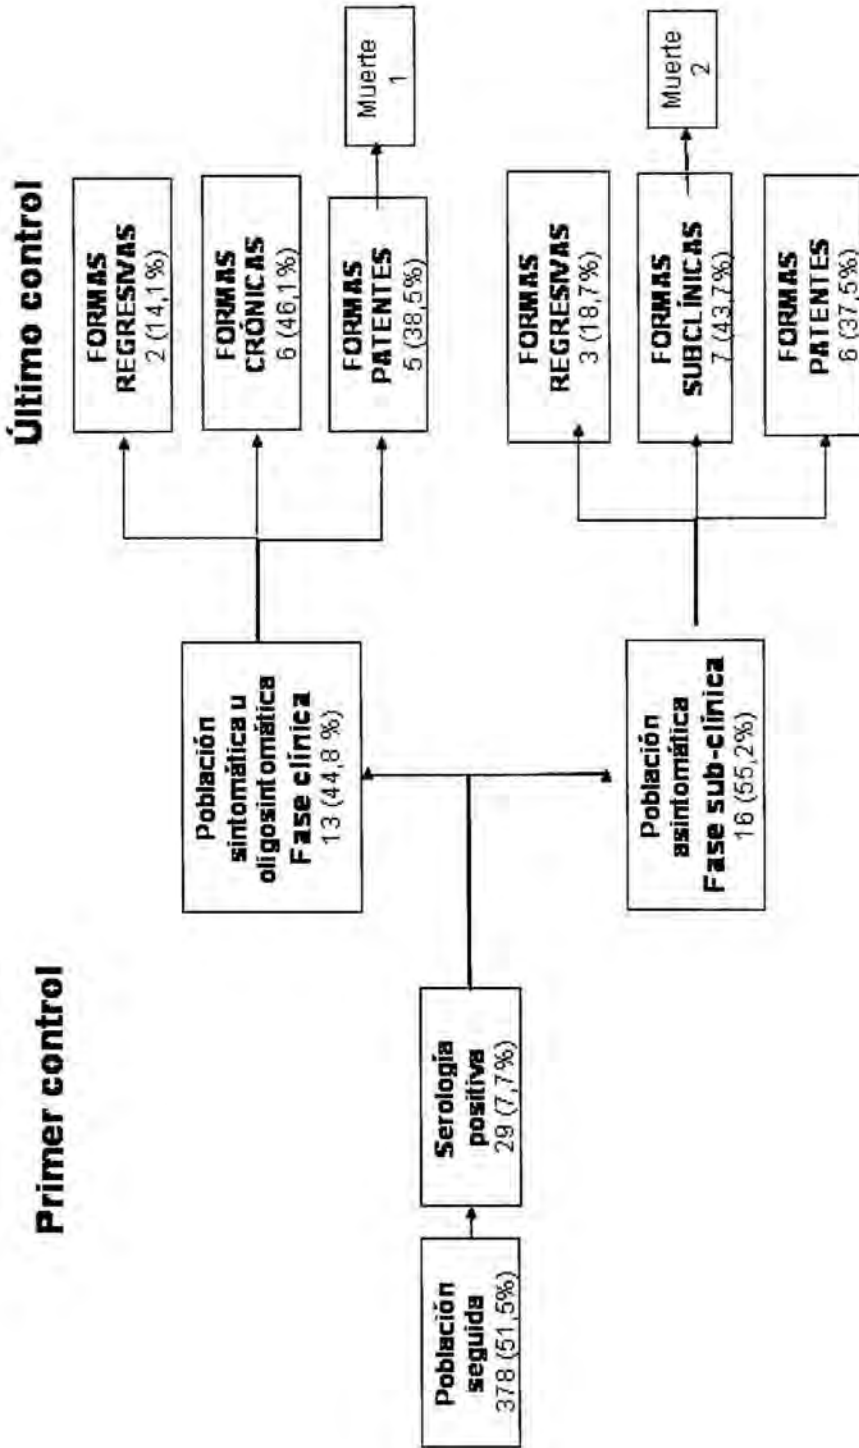 Primer control
Último control
Población
seguida
378 (51,5%)
Serología
positiva
29 (7,7%)
Población
sintomática u
oligosintomática
Fase clínica
13 (44,8 %)
Población
asintomática
Fase sub-clínica
16 (55,2%)
FORMAS
REGRESIVAS
2 (14,1%)
FORMAS
CRÓNICAS
6 (46,1%)
FORMAS
PATENTES
5 (38,5%)
Muerte
1
FORMAS
REGRESIVAS
3 (18,7%)
FORMAS
SUBCLÍNICAS
7 (43,7%)
Muerte
2
FORMAS
PATENTES
6 (37,5%)